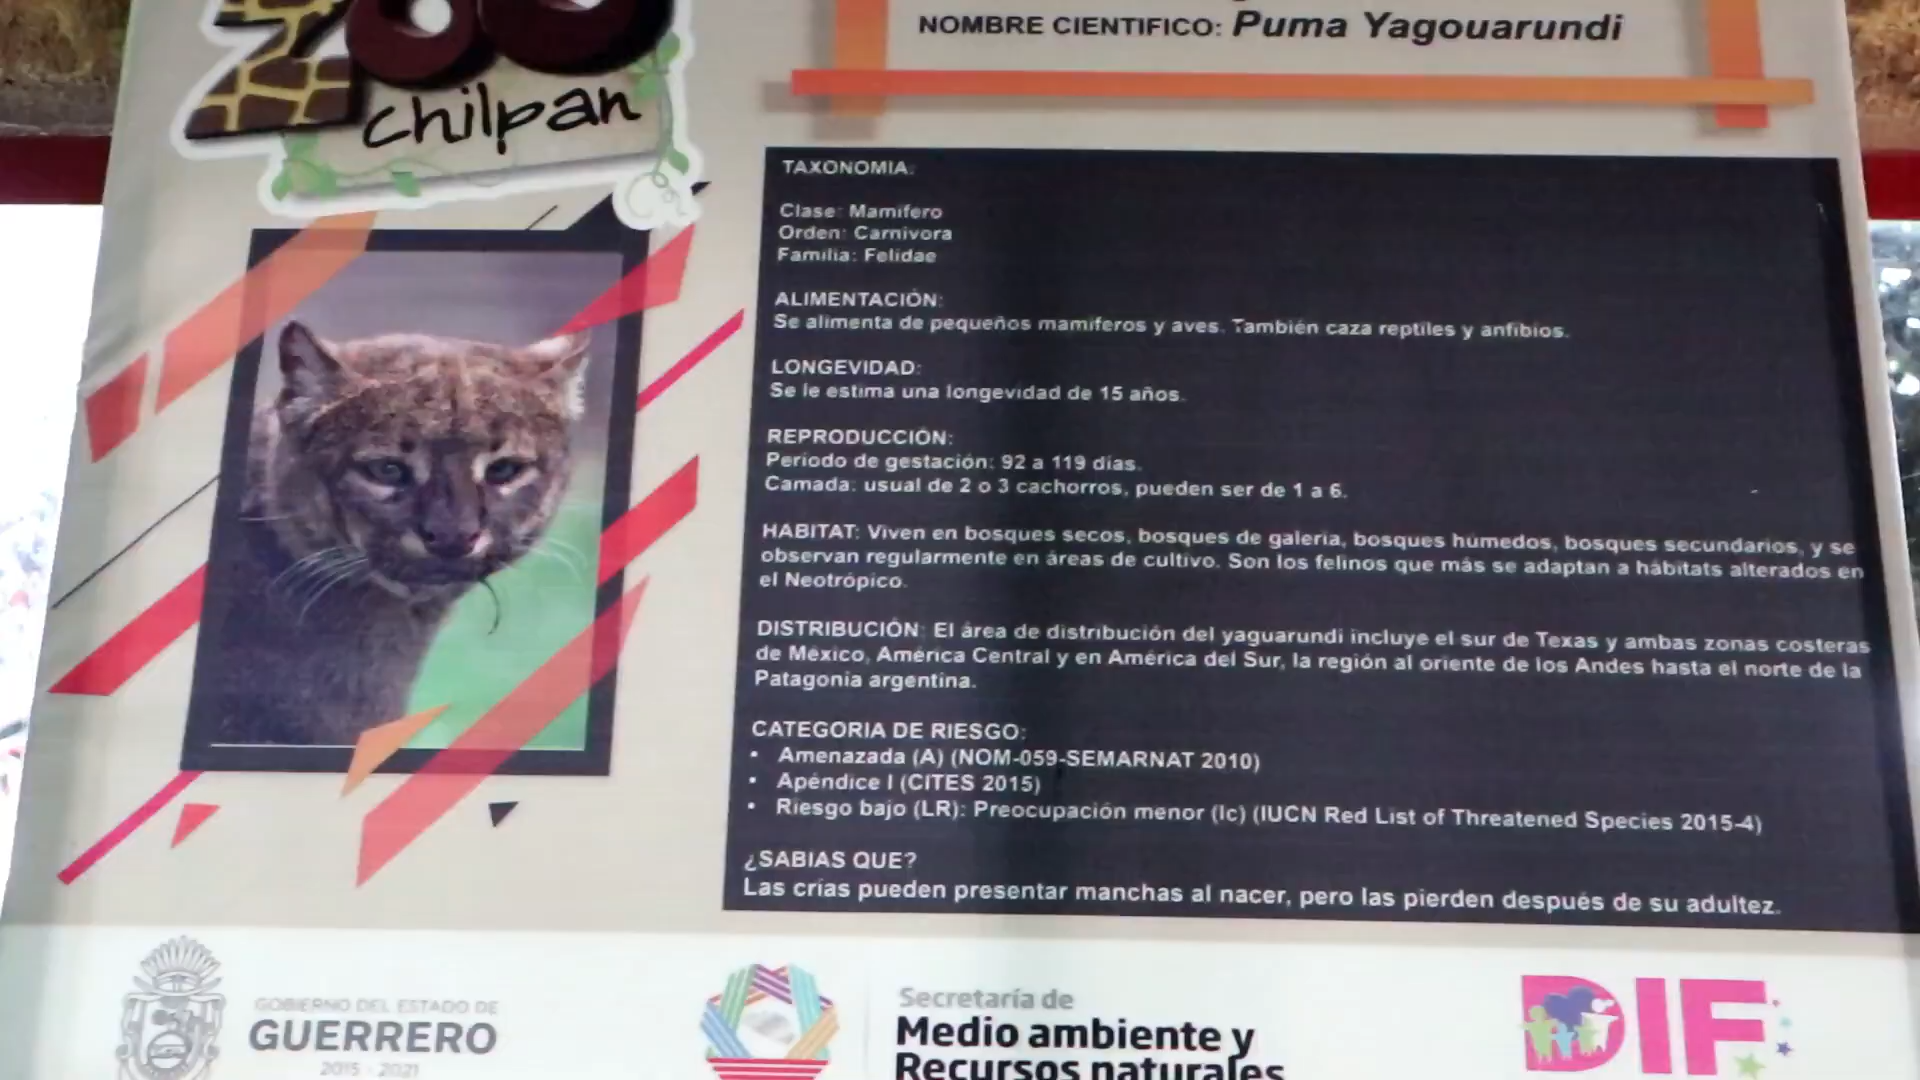 ZOO
chilpan
NOMBRE CIENTIFICO: Puma Yagouarundi
TAXONOMIA:
Clase: Mamifero
Orden: Carnivora
Familia: Felidae
ALIMENTACIÓN:
Se alimenta de pequeños mamiferos y aves. También caza reptiles y anfibios.
LONGEVIDAD:
Se le estima una longevidad de 15 años.
REPRODUCCIÓN:
Periodo de gestación: 92 a 119 dias.
Camada: usual de 2 o 3 cachorros, pueden ser de 1 a 6.
HABITAT: Viven en bosques secos, bosques de galeria, bosques húmedos, bosques secundarios, y se
observan regularmente en áreas de cultivo. Son los felinos que más se adaptan a hábitats alterados en
el Neotrópico.
DISTRIBUCIÓN: El área de distribución del yaguarundi incluye el sur de Texas y ambas zonas costeras
de México, América Central y en América del Sur, la región al oriente de los Andes hasta el norte de la
Patagonia argentina.
CATEGORIA DE RIESGO:
• Amenazada (A) (NOM-059-SEMARNAT 2010)
• Apéndice I (CITES 2015)
• Riesgo bajo (LR): Preocupación menor (lc) (IUCN Red List of Threatened Species 2015-4)
¿SABIAS QUE?
Las crías pueden presentar manchas al nacer, pero las pierden después de su adultez.
GOBIERNO DEL ESTADO DE
GUERRERO
2015 - 2021
Secretaría de
Medio ambiente y
Recursos naturales
DIF